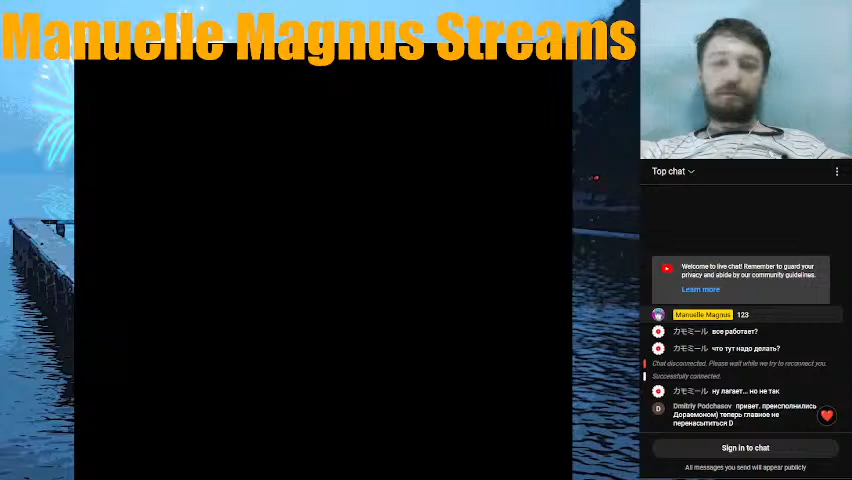 Manuelle Magnus Streams
Top chat
Welcome to live chat! Remember to guard your
privacy and abide by our community guidelines.
Learn more
Manuelle Magnus 123
カモミール все работает?
カモミール что тут надо делать?
Chat disconnected. Please wait while we try to reconnect you.
Successfully connected.
カモミール ну лагает... но не так
D
Dmitriy Podchasov привет. преисполнились
Дораемоном) теперь главное не
перенасытиться D
Sign in to chat
All messages you send will appear publicly